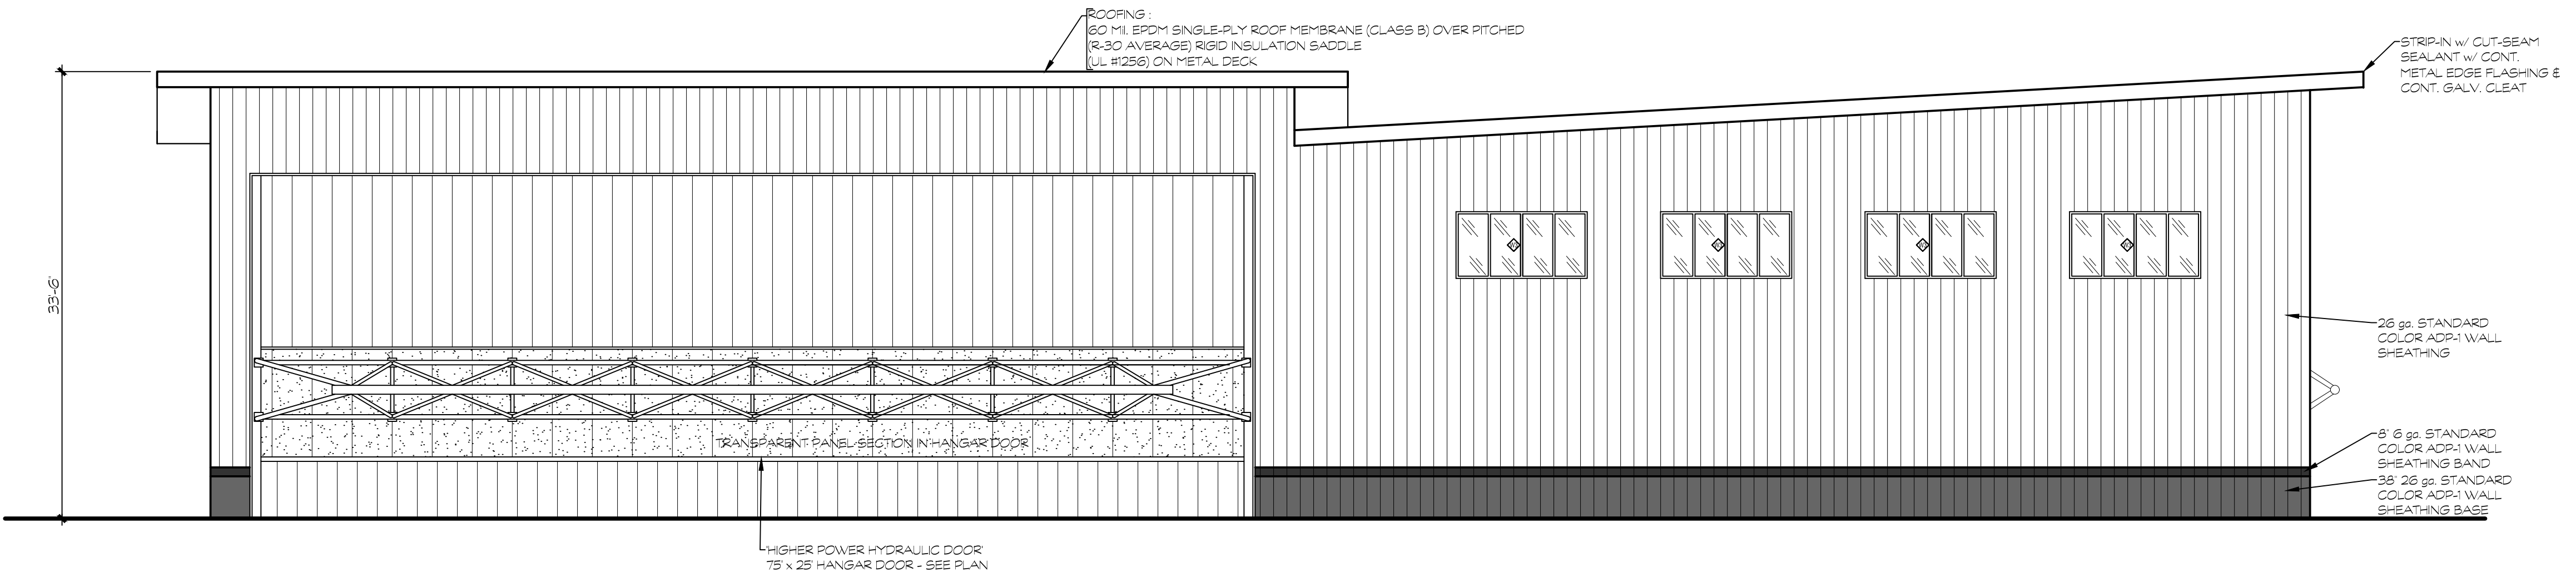 ROOFING :
60 Mil. EPDM SINGLE-PLY ROOF MEMBRANE (CLASS B) OVER PITCHED
(R-30 AVERAGE) RIGID INSULATION SADDLE
(UL #1256) ON METAL DECK
STRIP-IN w/ CUT-SEAM
SEALANT w/ CONT.
METAL EDGE FLASHING &
CONT. GALV. CLEAT
33'-6"
26 ga. STANDARD
COLOR ADP-1 WALL
SHEATHING
8" 6 ga. STANDARD
COLOR ADP-1 WALL
SHEATHING BAND
38" 26 ga. STANDARD
COLOR ADP-1 WALL
SHEATHING BASE
TRANSPARENT PANEL SECTION IN HANGAR DOOR
"HIGHER POWER HYDRAULIC DOOR"
75' x 25' HANGAR DOOR - SEE PLAN